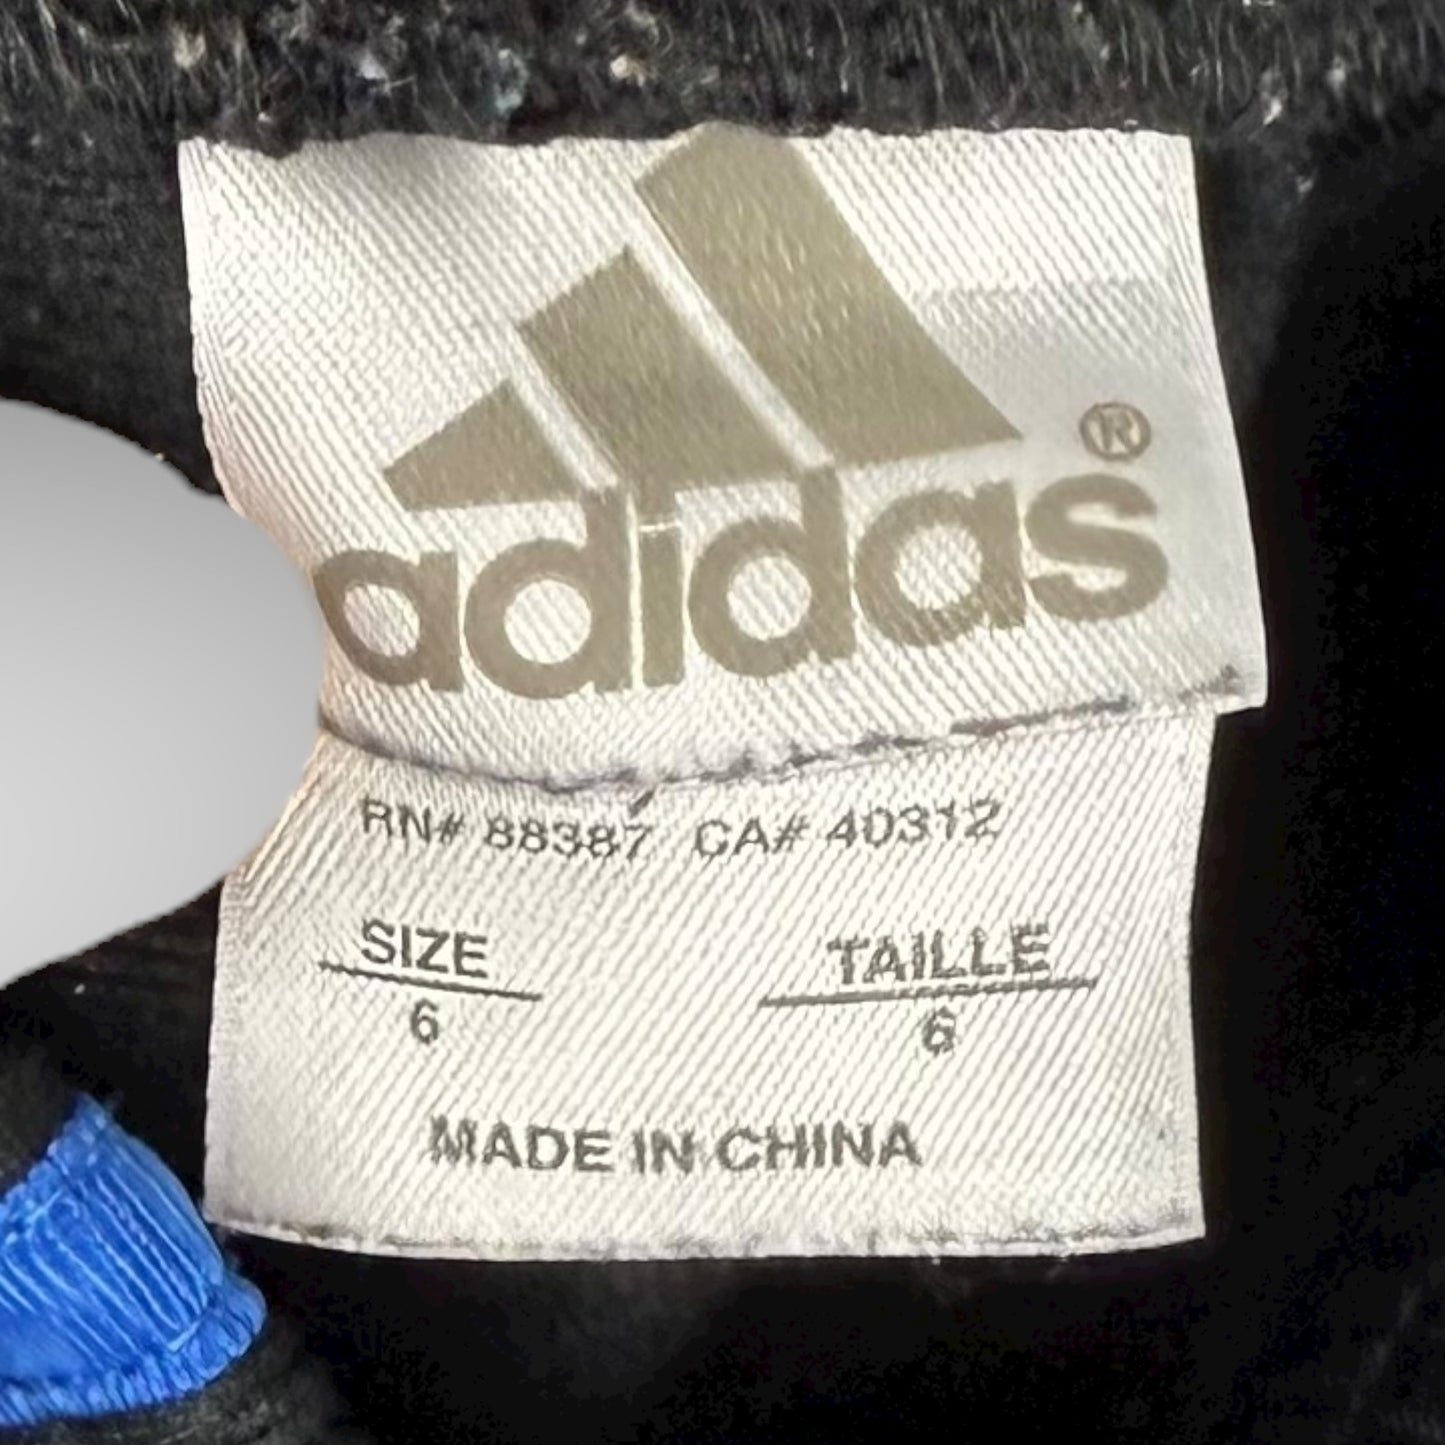 adidas®
RN# 88387 CA# 40312
SIZE TAILLE
6 6
MADE IN CHINA